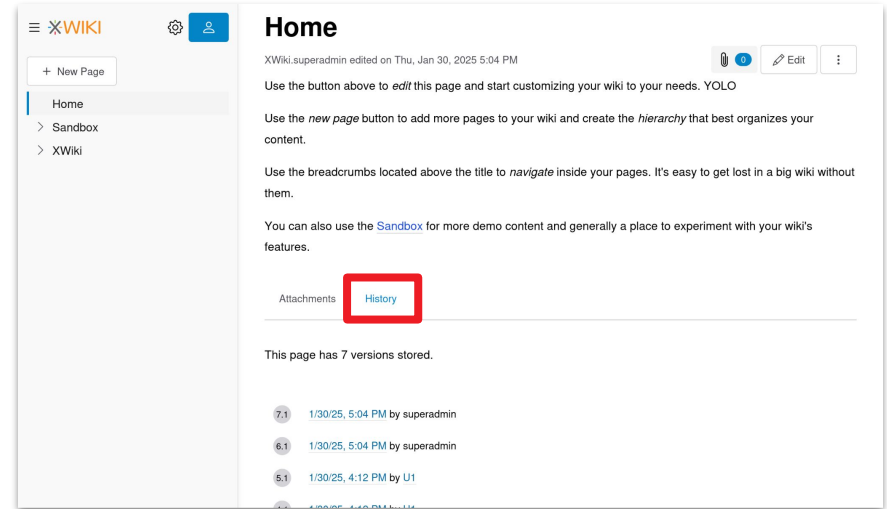 XWIKI
+ New Page
Home
Sandbox
XWiki
Home
XWiki.superadmin edited on Thu, Jan 30, 2025 5:04 PM
0
Edit
Use the button above to edit this page and start customizing your wiki to your needs. YOLO
Use the new page button to add more pages to your wiki and create the hierarchy that best organizes your
content.
Use the breadcrumbs located above the title to navigate inside your pages. It's easy to get lost in a big wiki without
them.
You can also use the Sandbox for more demo content and generally a place to experiment with your wiki's
features.
Attachments History
This page has 7 versions stored.
7.1 1/30/25, 5:04 PM by superadmin
6.1 1/30/25, 5:04 PM by superadmin
5.1 1/30/25, 4:12 PM by U1